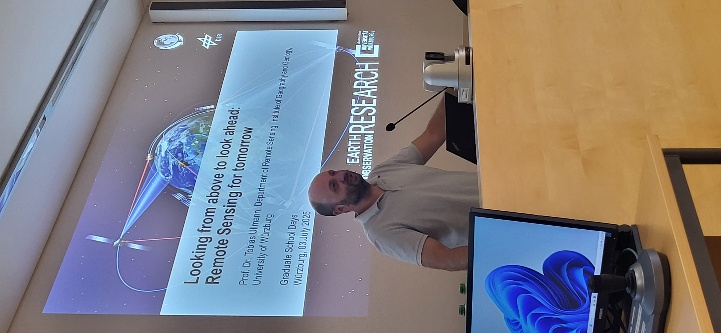 Looking from above to look ahead:
Remote Sensing for tomorrow
Prof. Dr. Tobias Ullmann, Department of Remote Sensing, Institute of Geography and Geology,
University of Würzburg
Graduate School Days
Würzburg, 03 July 2025
EARTH
OBSERVATION RESEARCH
DLR